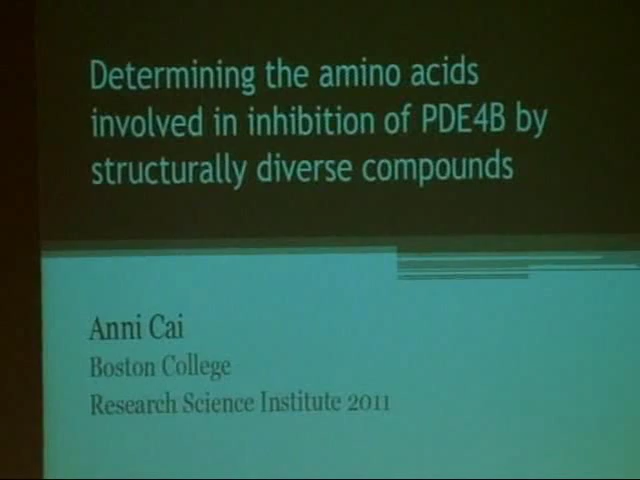 Determining the amino acids
involved in inhibition of PDE4B by
structurally diverse compounds
Anni Cai
Boston College
Research Science Institute 2011